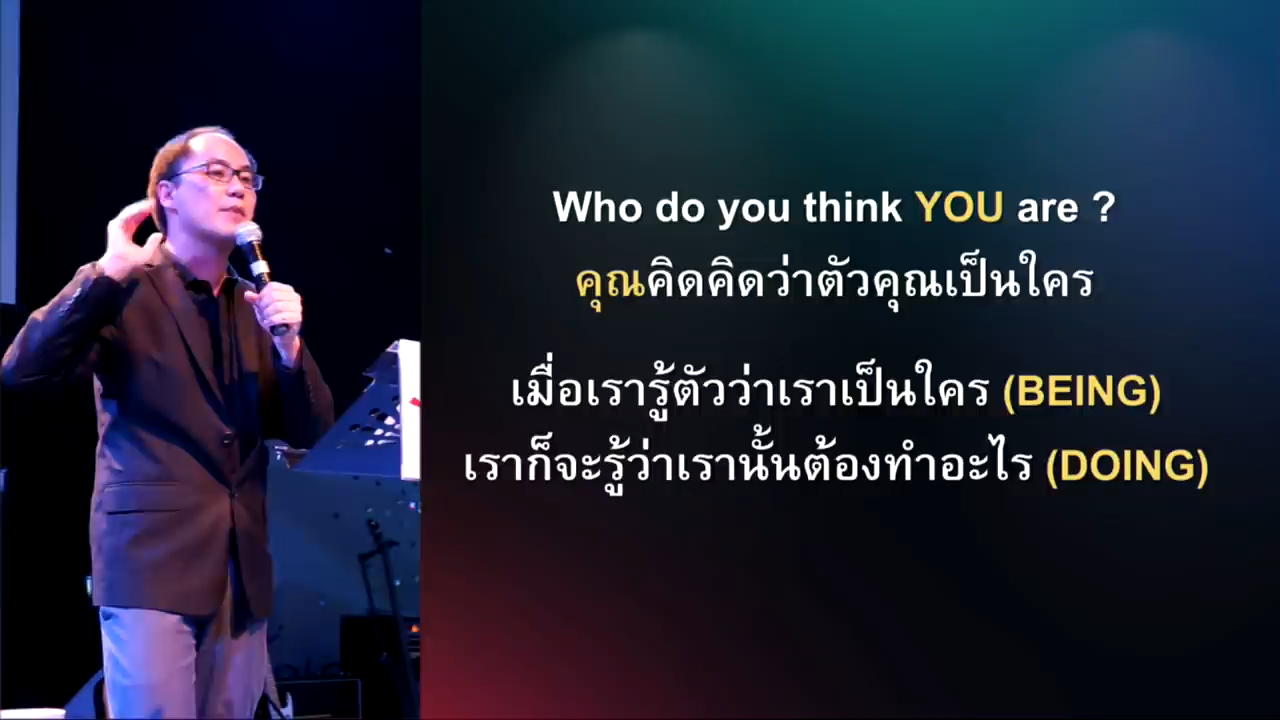 Who do you think YOU are ?
คุณคิดคิดว่าตัวคุณเป็นใคร
เมื่อเรารู้ตัวว่าเราเป็นใคร (BEING)
เราก็จะรู้ว่าเรานั้นต้องทำอะไร (DOING)